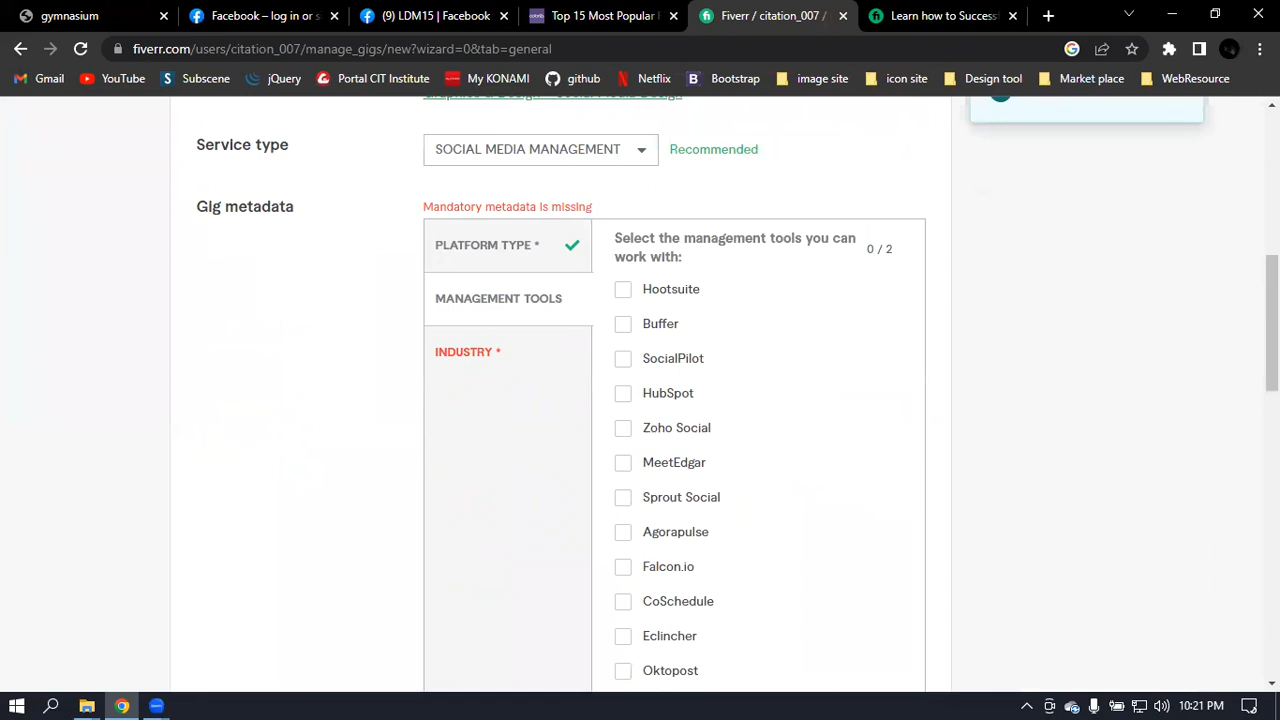 gymnasium
Facebook – log in or s
(9) LDM15 | Facebook
Top 15 Most Popular
Fiverr / citation_007 /
Learn how to Success
fiverr.com/users/citation_007/manage_gigs/new?wizard=0&tab=general
Gmail
YouTube
Subscene
jQuery
Portal CIT Institute
My KONAMI
github
Netflix
Bootstrap
image site
icon site
Design tool
Market place
WebResource
Service type
SOCIAL MEDIA MANAGEMENT
Recommended
Gig metadata
Mandatory metadata is missing
PLATFORM TYPE *
MANAGEMENT TOOLS
INDUSTRY *
Select the management tools you can
work with:
0 / 2
Hootsuite
Buffer
SocialPilot
HubSpot
Zoho Social
MeetEdgar
Sprout Social
Agorapulse
Falcon.io
CoSchedule
Eclincher
Oktopost
10:21 PM